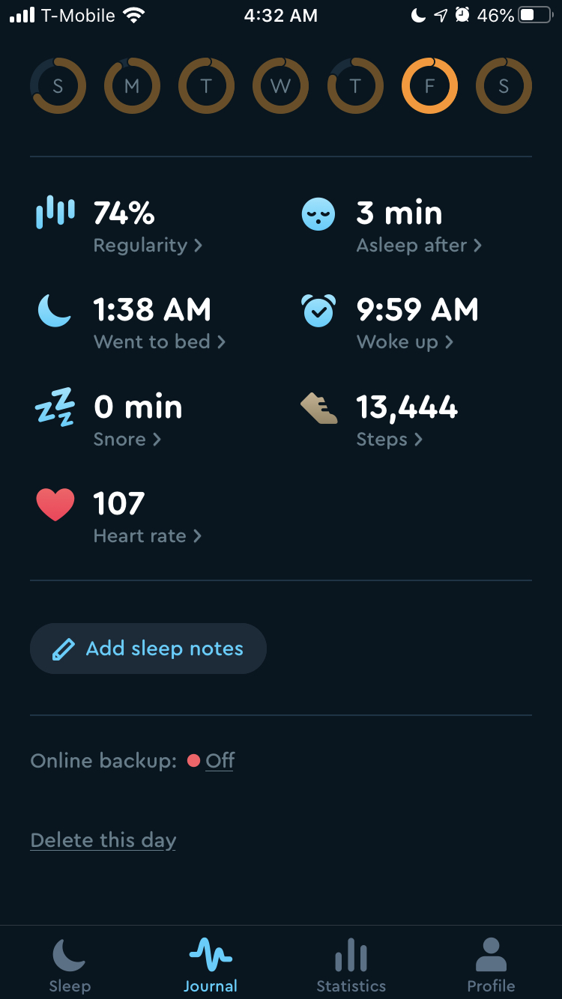 T-Mobile 4:32 AM 46%
S M T W T F S
74% 3 min
Regularity Asleep after
1:38 AM 9:59 AM
Went to bed Woke up
0 min 13,444
Snore Steps
107
Heart rate
Add sleep notes
Online backup: Off
Delete this day
Sleep Journal Statistics Profile